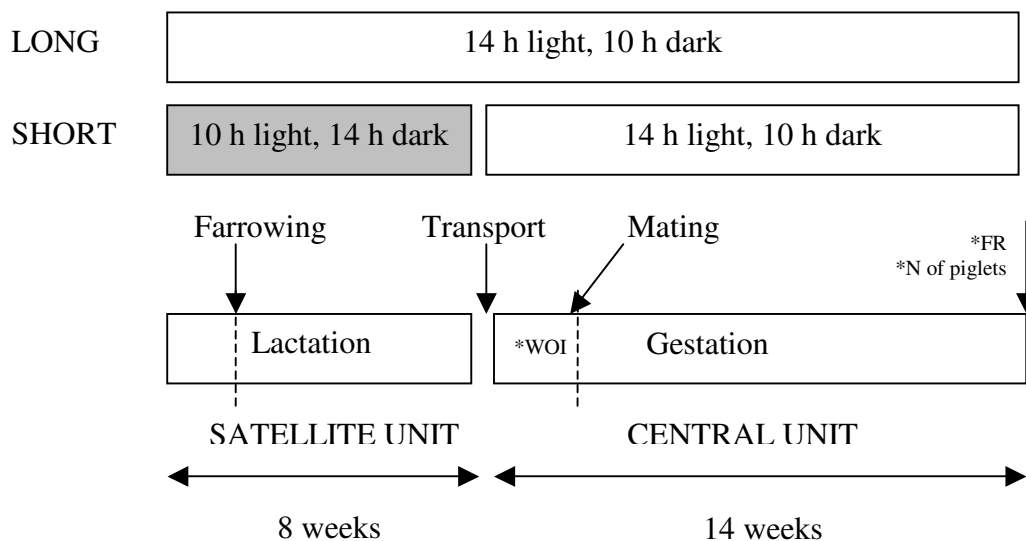 LONG
14 h light, 10 h dark
SHORT
10 h light, 14 h dark
14 h light, 10 h dark
Farrowing
Transport
Mating
*FR
*N of piglets
Lactation
*WOI
Gestation
SATELLITE UNIT
CENTRAL UNIT
8 weeks
14 weeks